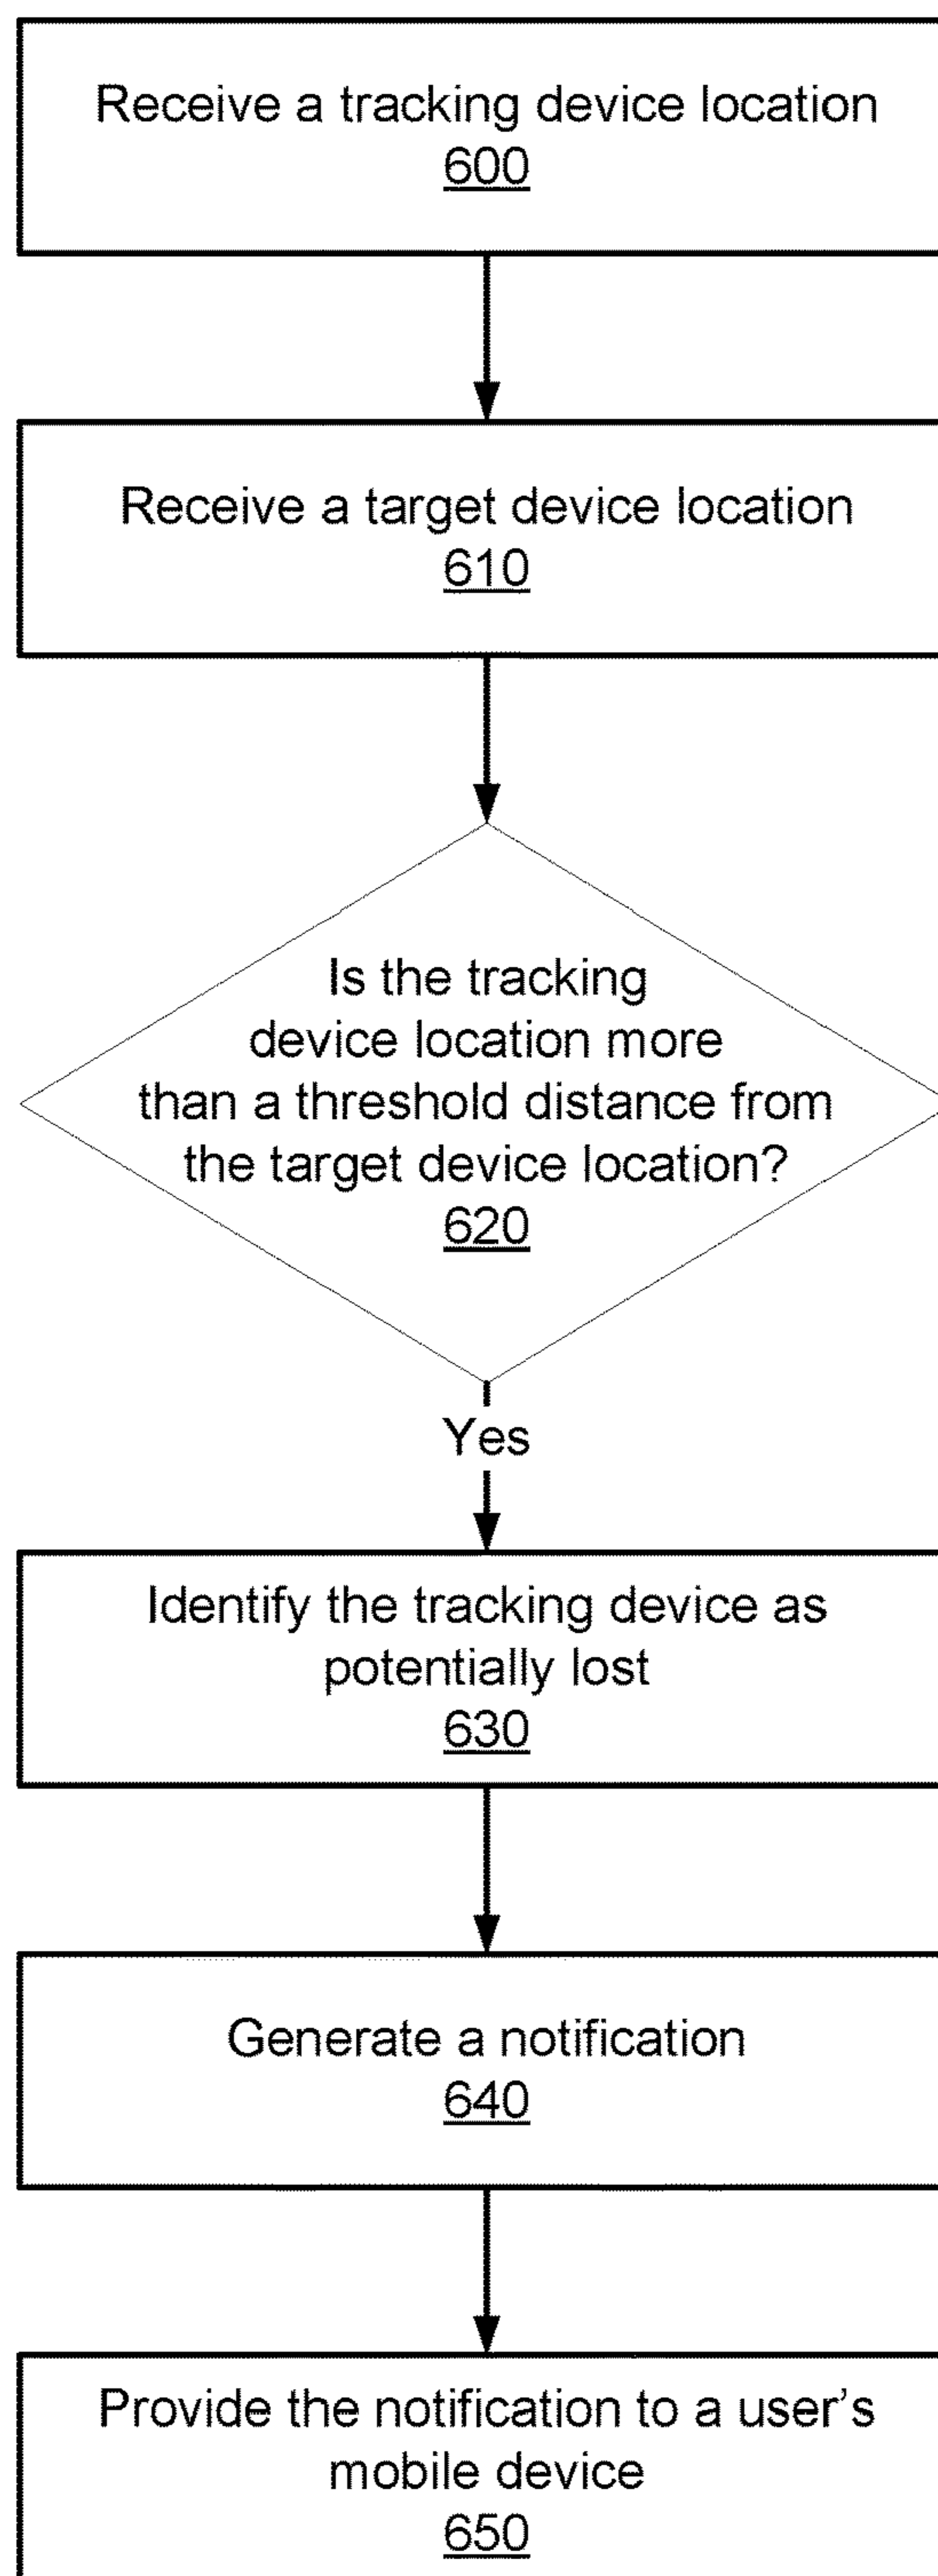 Receive a tracking device location
600
Receive a target device location
610
Is the tracking
device location more
than a threshold distance from
the target device location?
620
Yes
Identify the tracking device as
potentially lost
630
Generate a notification
640
Provide the notification to a user’s
mobile device
650